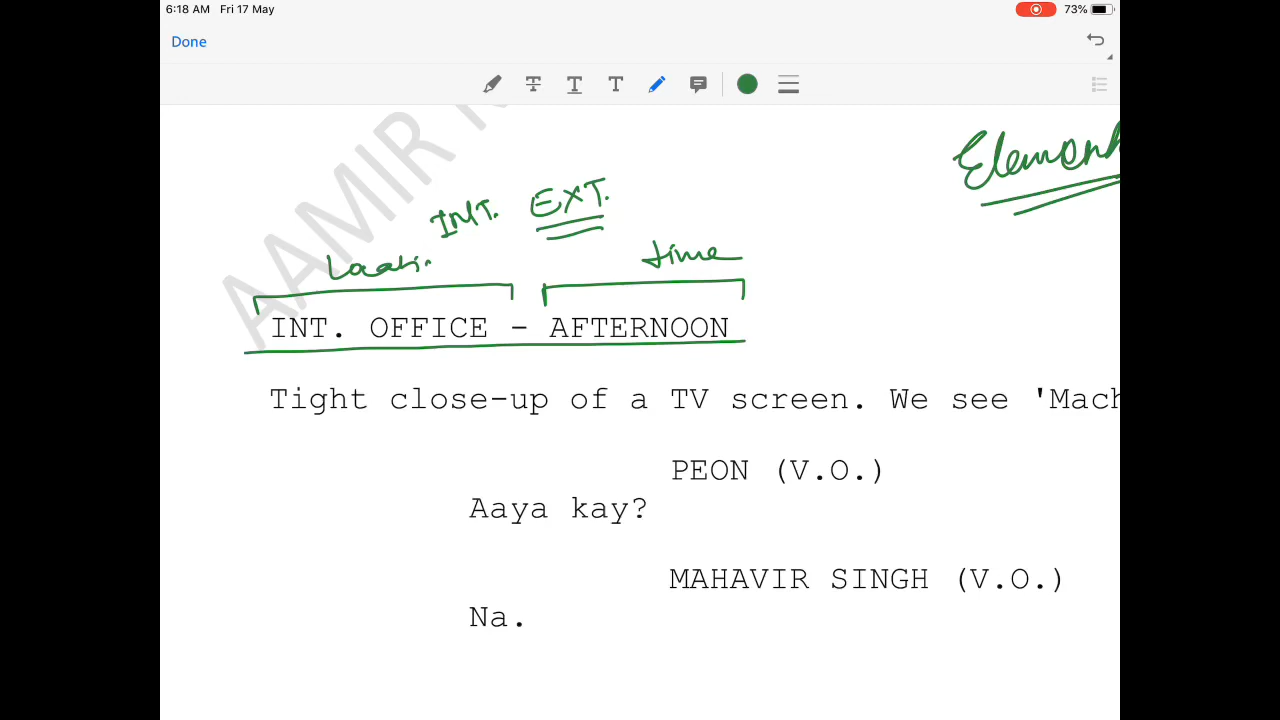 6:18 AM Fri 17 May
73%
Done
T T T
AAMIR
Element
INT. EXT.
Locati.
time
INT. OFFICE - AFTERNOON
Tight close-up of a TV screen. We see 'Mach
PEON (V.O.)
Aaya kay?
MAHAVIR SINGH (V.O.)
Na.